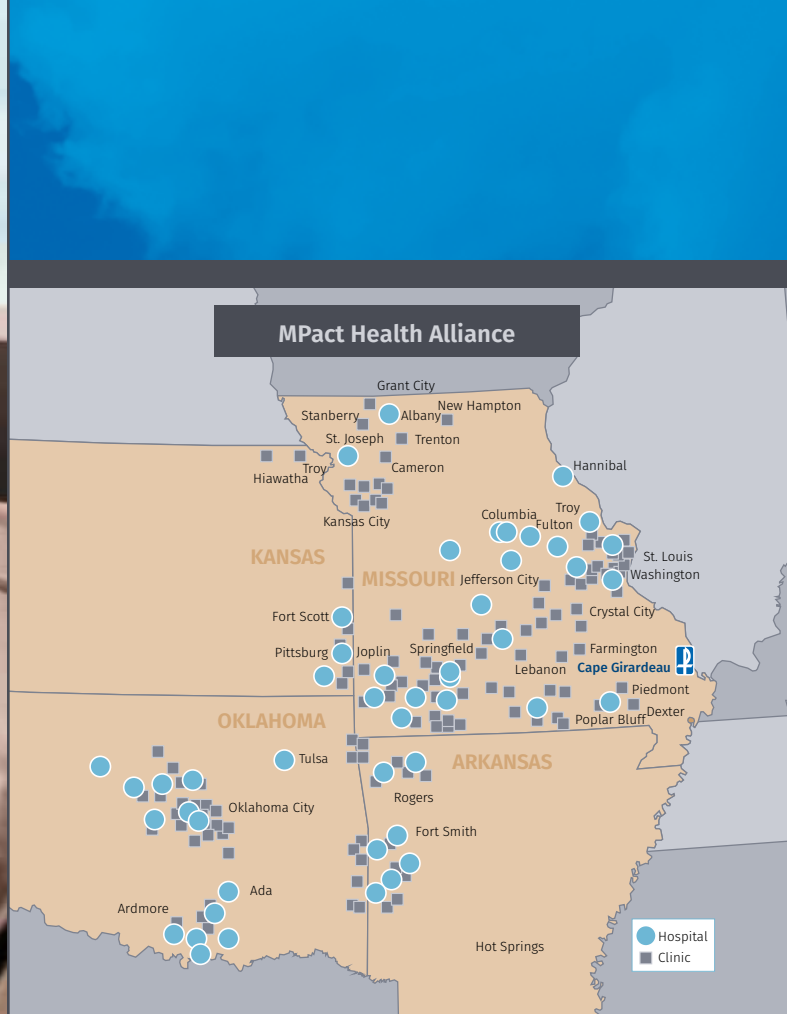 MPact Health Alliance
Grant City
New Hampton
Stanberry
Albany
St. Joseph
Trenton
Troy
Cameron
Hiawatha
Hannibal
Kansas City
Columbia
Troy
Fulton
St. Louis
KANSAS
MISSOURI
Jefferson City
Washington
Fort Scott
Crystal City
Pittsburg
Joplin
Springfield
Farmington
Lebanon
Cape Girardeau
Piedmont
OKLAHOMA
Poplar Bluff
Dexter
Tulsa
ARKANSAS
Rogers
Oklahoma City
Fort Smith
Ada
Ardmore
Hot Springs
Hospital
Clinic